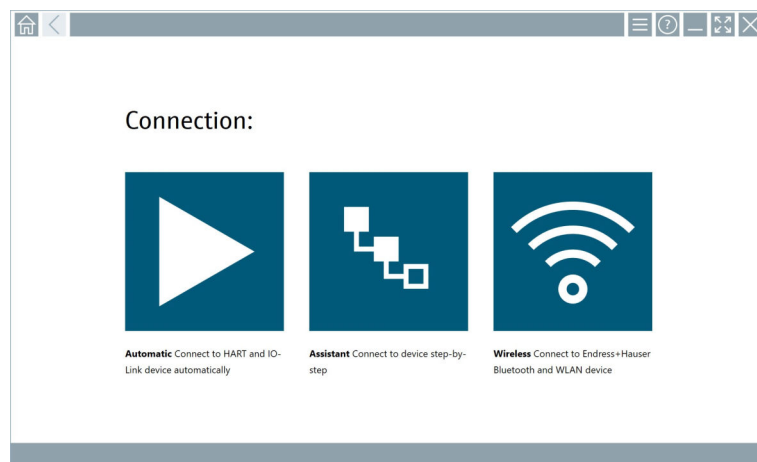 Connection:
Automatic Connect to HART and IO-
Link device automatically
Assistant Connect to device step-by-
step
Wireless Connect to Endress+Hauser
Bluetooth and WLAN device